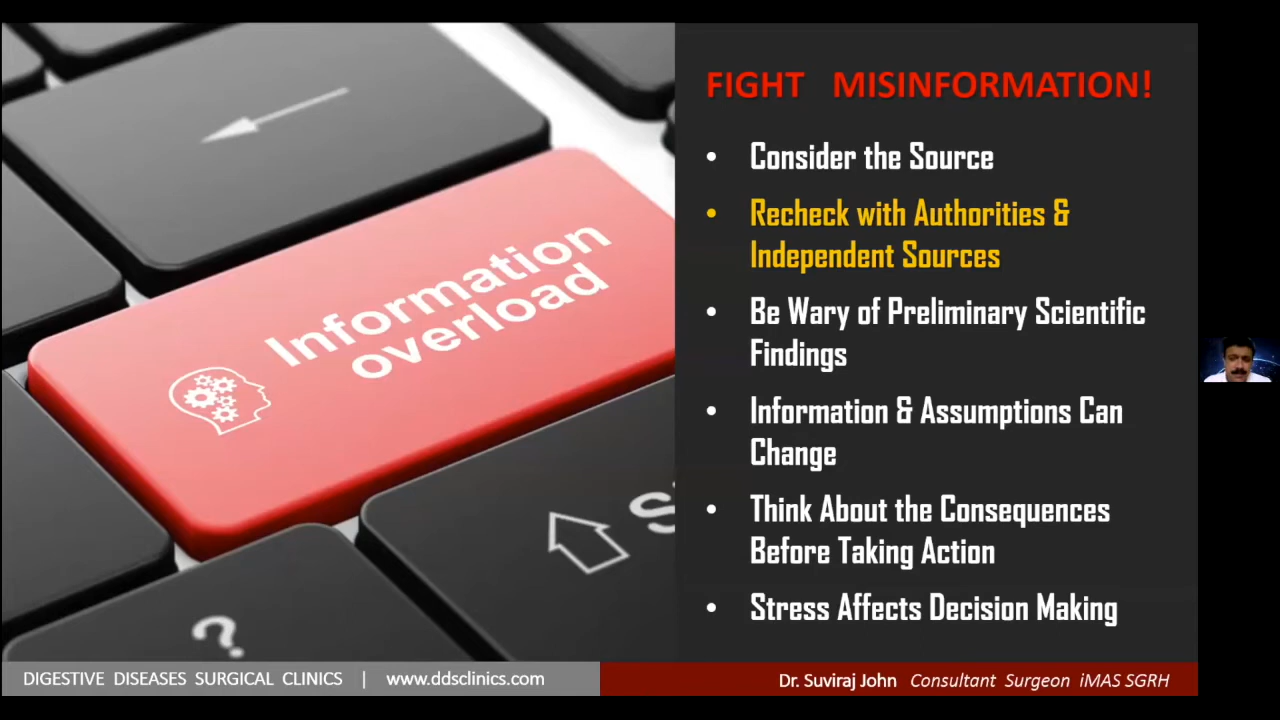 Information
overload
S
?
FIGHT MISINFORMATION!
• Consider the Source
• Recheck with Authorities &
Independent Sources
• Be Wary of Preliminary Scientific
Findings
• Information & Assumptions Can
Change
• Think About the Consequences
Before Taking Action
• Stress Affects Decision Making
DIGESTIVE DISEASES SURGICAL CLINICS | www.ddsclinics.com
Dr. Suviraj John Consultant Surgeon iMAS SGRH